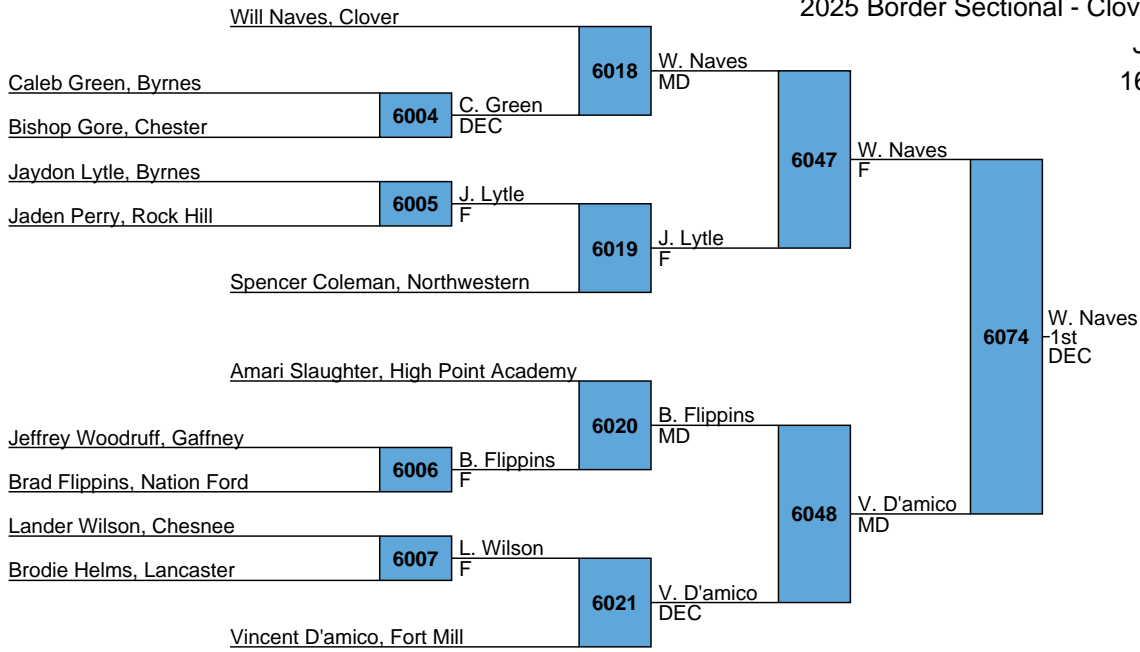 Will Naves, Clover
2025 Border Sectional - Clov
6018
W. Naves
MD
Caleb Green, Byrnes
16
6004
C. Green
DEC
Bishop Gore, Chester
6047
W. Naves
F
Jaydon Lytle, Byrnes
6005
J. Lytle
F
Jaden Perry, Rock Hill
6019
J. Lytle
F
Spencer Coleman, Northwestern
6074
W. Naves
1st
DEC
Amari Slaughter, High Point Academy
6020
B. Flippins
MD
Jeffrey Woodruff, Gaffney
6006
B. Flippins
F
Brad Flippins, Nation Ford
6048
V. D'amico
MD
Lander Wilson, Chesnee
6007
L. Wilson
F
Brodie Helms, Lancaster
6021
V. D'amico
DEC
Vincent D'amico, Fort Mill